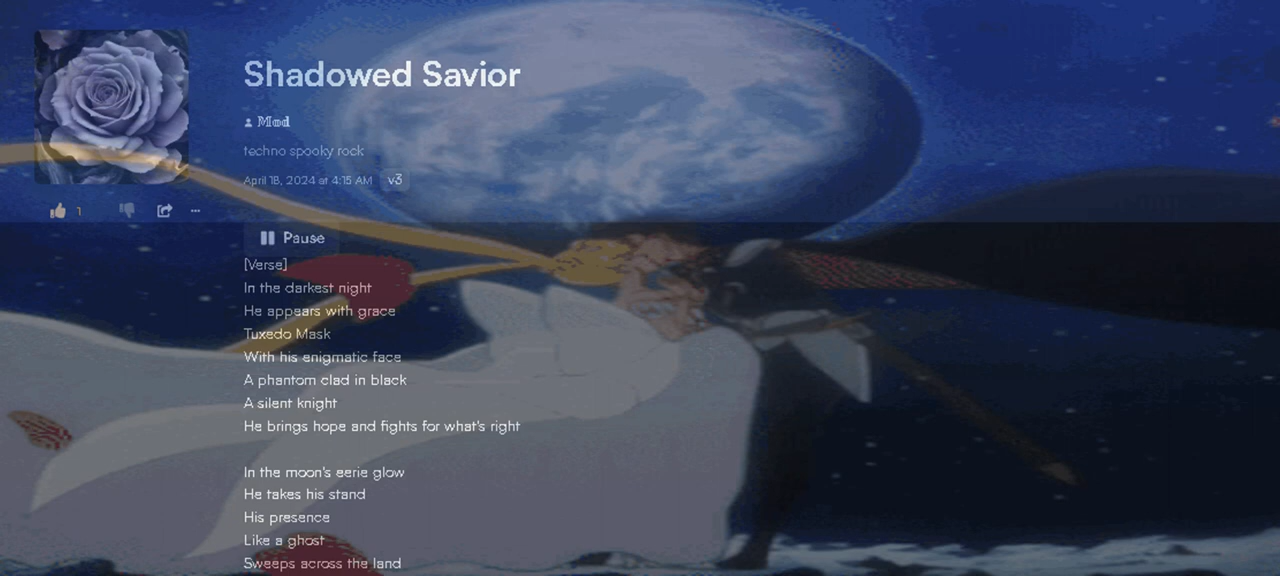 Shadowed Savior
Mod
techno spooky rock
April 18, 2024 at 4:15 AM v3
1
Pause
[Verse]
In the darkest night
He appears with grace
Tuxedo Mask
With his enigmatic face
A phantom clad in black
A silent knight
He brings hope and fights for what's right
In the moon's eerie glow
He takes his stand
His presence
Like a ghost
Sweeps across the land